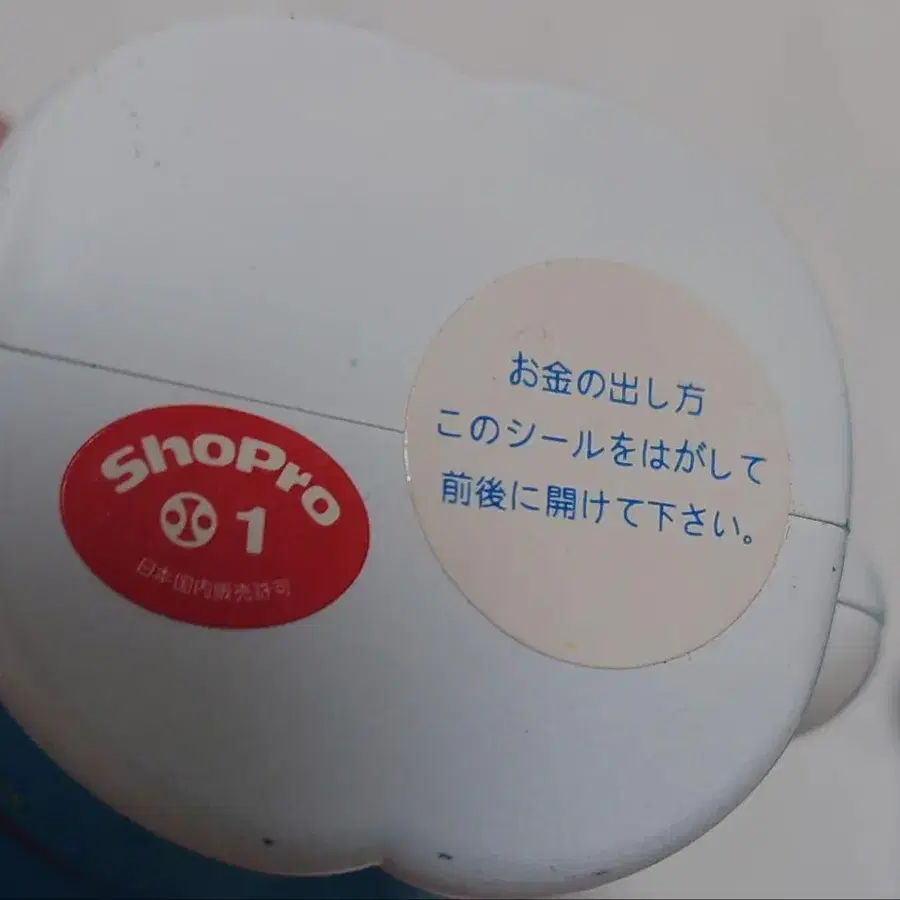 ShoPro
1
日本国内販売許可
お金の出し方
このシールをはがして
前後に開けて下さい。